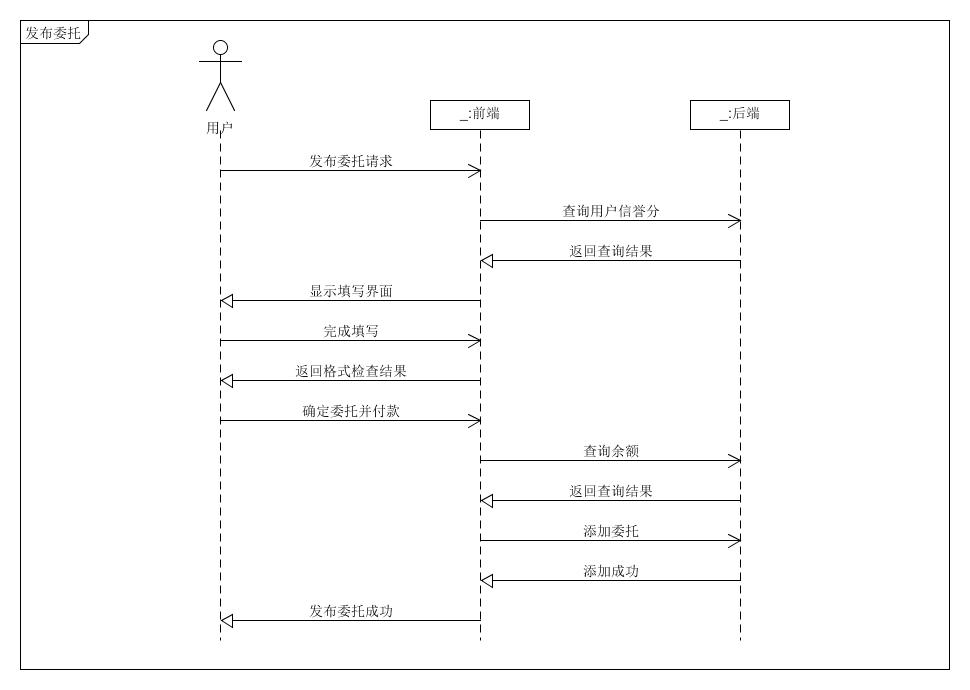 发布委托
用户
_:前端
_:后端
发布委托请求
查询用户信誉分
返回查询结果
显示填写界面
完成填写
返回格式检查结果
确定委托并付款
查询余额
返回查询结果
添加委托
添加成功
发布委托成功